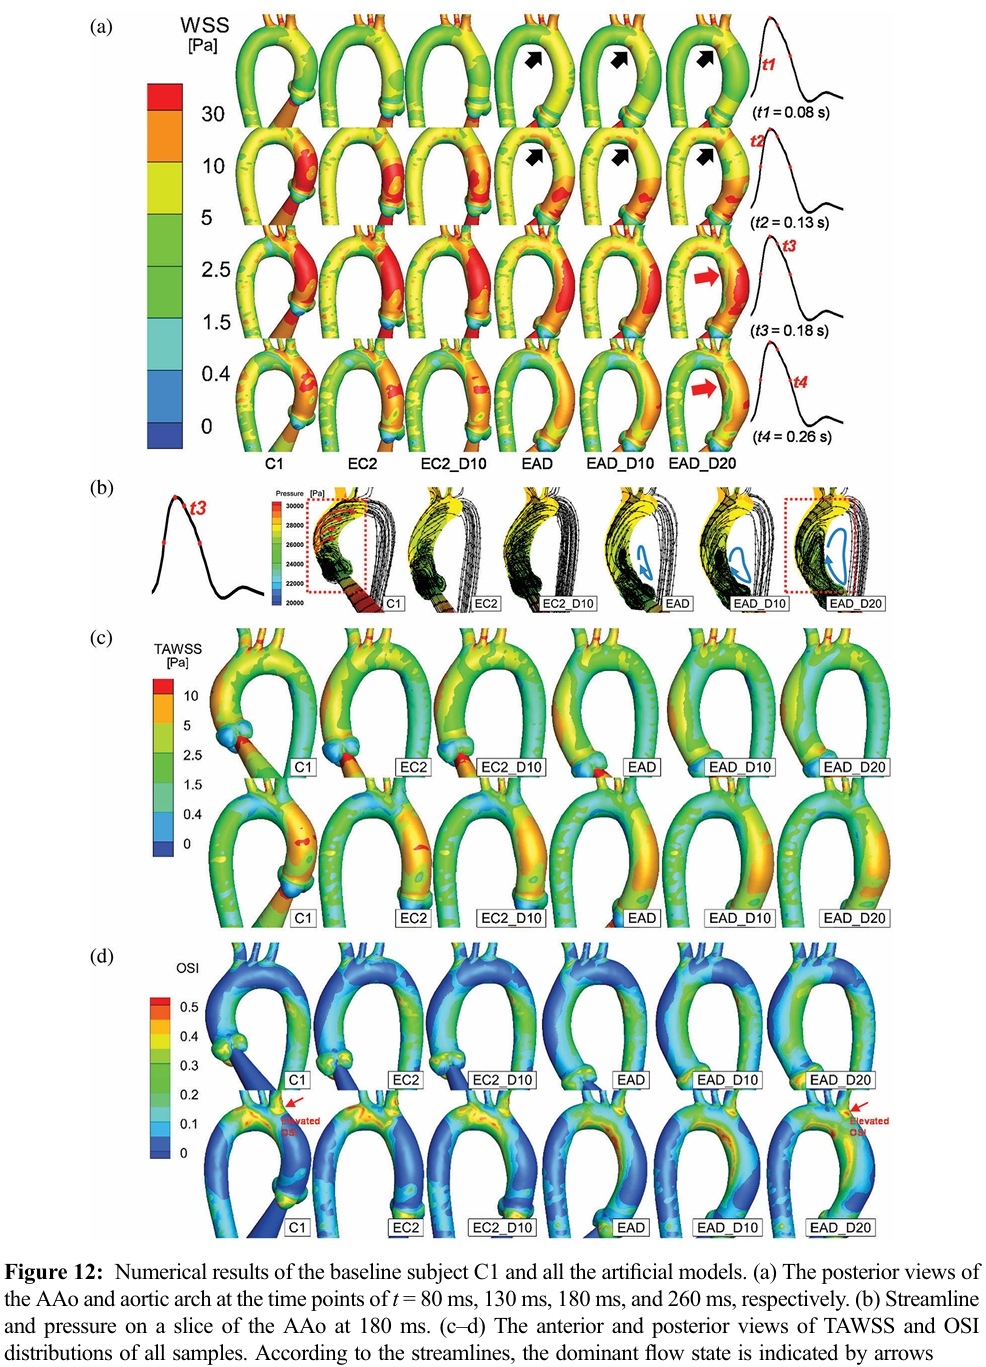 (a)
WSS
[Pa]
30
10
5
2.5
1.5
0.4
0
t1
(t1 = 0.08 s)
t2
(t2 = 0.13 s)
t3
(t3 = 0.18 s)
t4
(t4 = 0.26 s)
C1 EC2 EC2_D10 EAD EAD_D10 EAD_D20
(b)
t3
Pressure [Pa]
30000
28000
26000
24000
22000
20000
C1 EC2 EC2_D10 EAD EAD_D10 EAD_D20
(c)
TAWSS
[Pa]
10
5
2.5
1.5
0.4
0
C1 EC2 EC2_D10 EAD EAD_D10 EAD_D20
C1 EC2 EC2_D10 EAD EAD_D10 EAD_D20
(d)
OSI
0.5
0.4
0.3
0.2
0.1
0
C1 EC2 EC2_D10 EAD EAD_D10 EAD_D20
Elevated
OSI
Elevated
OSI
C1 EC2 EC2_D10 EAD EAD_D10 EAD_D20
Figure 12: Numerical results of the baseline subject C1 and all the artificial models. (a) The posterior views of
the AAo and aortic arch at the time points of t = 80 ms, 130 ms, 180 ms, and 260 ms, respectively. (b) Streamline
and pressure on a slice of the AAo at 180 ms. (c–d) The anterior and posterior views of TAWSS and OSI
distributions of all samples. According to the streamlines, the dominant flow state is indicated by arrows